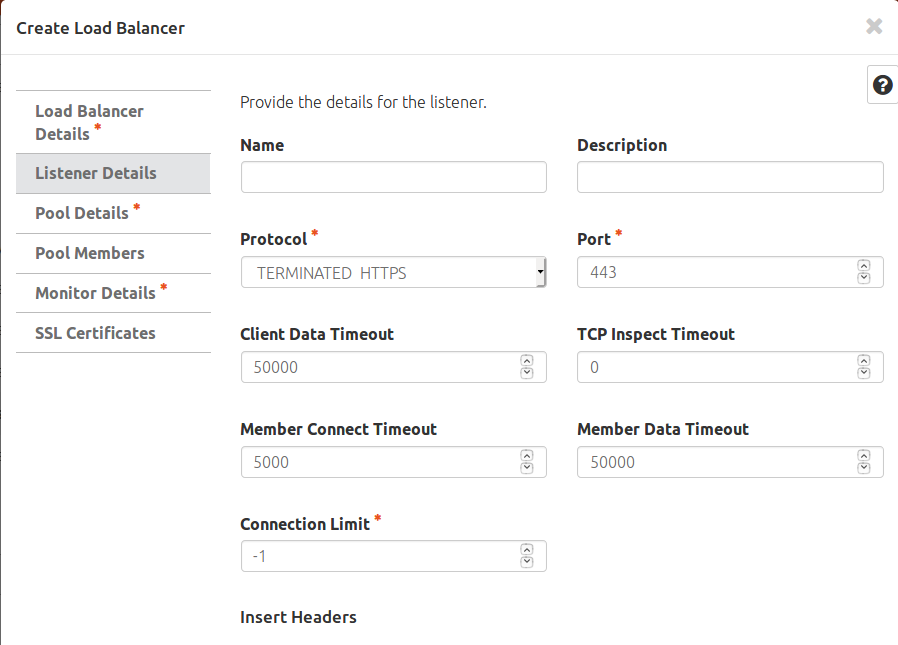 Create Load Balancer
Load Balancer
Details *
Listener Details
Pool Details *
Pool Members
Monitor Details *
SSL Certificates
Provide the details for the listener.
Name
Description
Protocol *
Port *
TERMINATED HTTPS
443
Client Data Timeout
TCP Inspect Timeout
50000
0
Member Connect Timeout
Member Data Timeout
5000
50000
Connection Limit *
-1
Insert Headers